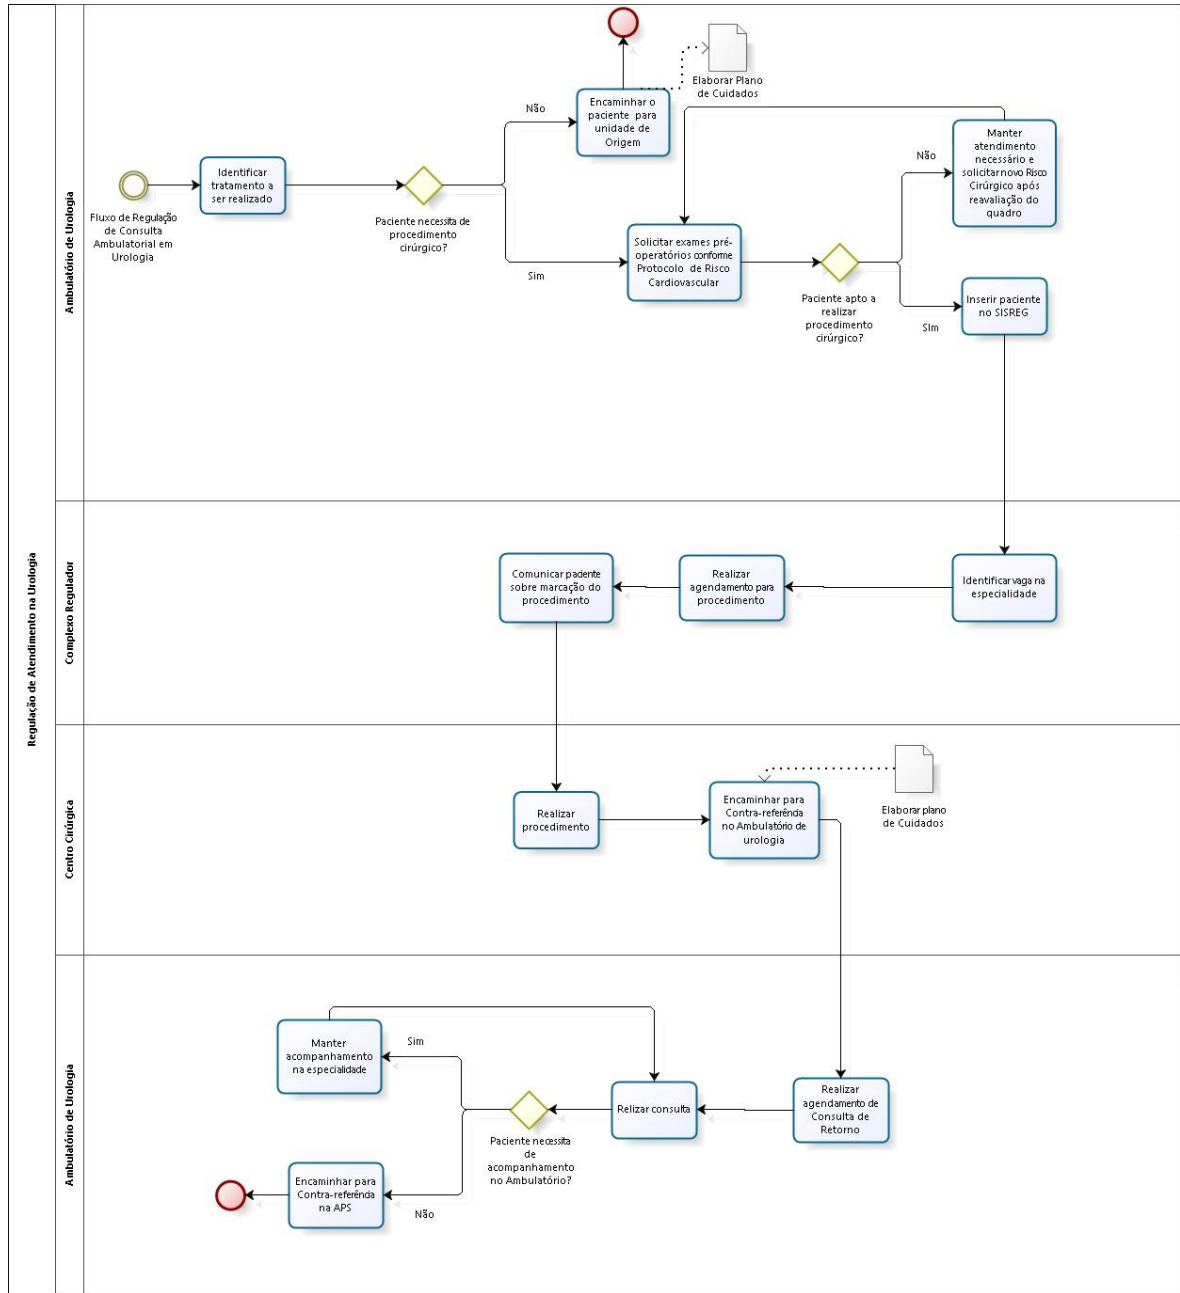 Regulação de Atendimento na Urologia
Ambulatório de Urologia
Elaborar Plano
de Cuidados
Não
Encaminhar o
paciente para
unidade de
Origem
Manter
atendimento
necessário e
solicitarnovo Risco
Cirúrgico após
reavaliação do
quadro
Não
Identificar
tratamento a
ser realizado
Fluxo de Regulação
de Consulta
Ambulatorial em
Urologia
Paciente necessita de
procedimento
cirúrgico?
Sim
Solicitar exames pré-
operatórios conforme
Protocolo de Risco
Cardiovascular
Paciente apto a
realizar
procedimento
cirúrgico?
SIm
Inserir paciente
no SISREG
Complexo Regulador
Comunicar paciente
sobre marcação do
procedimento
Realizar
agendamento para
procedimento
Identificar vaga na
especialidade
Centro Cirúrgica
Realizar
procedimento
Encaminhar para
Contra-referência
no Ambulatório de
urologia
Elaborar plano
de Cuidados
Ambulatório de Urologia
Manter
acompanhamento
na especialidade
Sim
Paciente necessita
de
acompanhamento
no Ambulatório?
Relizar consulta
Realizar
agendamento de
Consulta de
Retorno
Encaminhar para
Contra-referência
na APS
Não